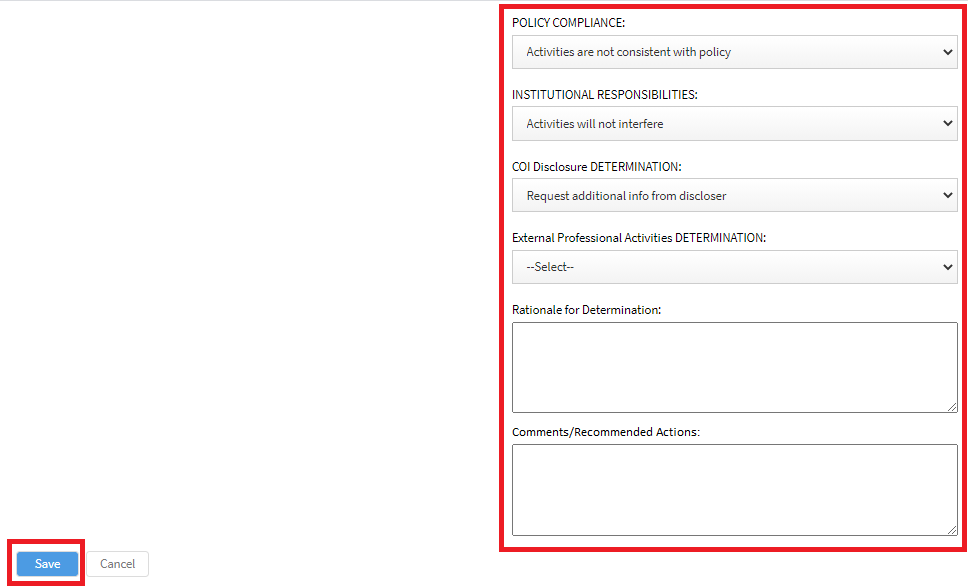 POLICY COMPLIANCE:
Activities are not consistent with policy
INSTITUTIONAL RESPONSIBILITIES:
Activities will not interfere
COI Disclosure DETERMINATION:
Request additional info from discloser
External Professional Activities DETERMINATION:
--Select--
Rationale for Determination:
Comments/Recommended Actions:
Save
Cancel